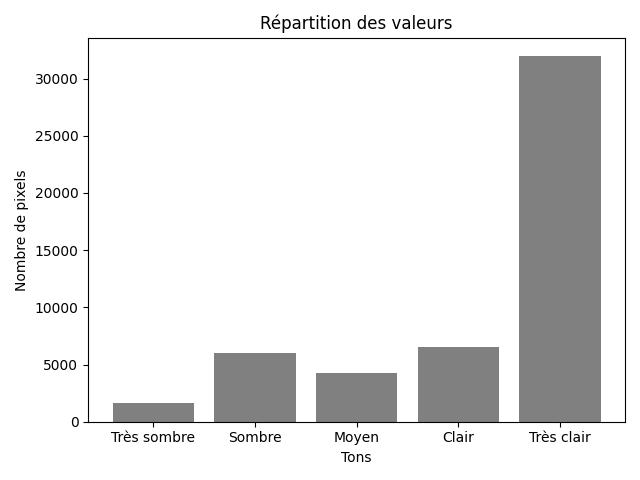 Répartition des valeurs
Nombre de pixels
30000
25000
20000
15000
10000
5000
0
Très sombre
Sombre
Moyen
Clair
Très clair
Tons